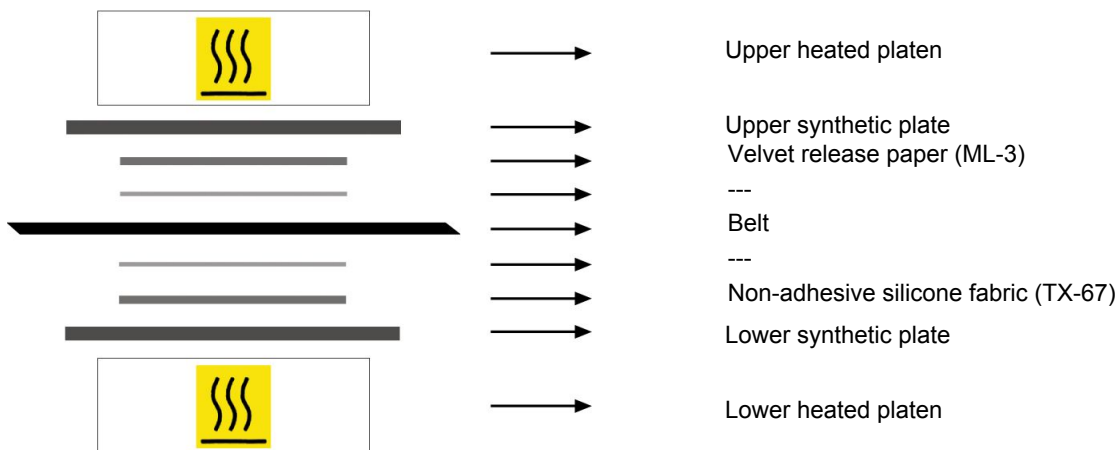 Upper heated platen
Upper synthetic plate
Velvet release paper (ML-3)
---
Belt
---
Non-adhesive silicone fabric (TX-67)
Lower synthetic plate
Lower heated platen